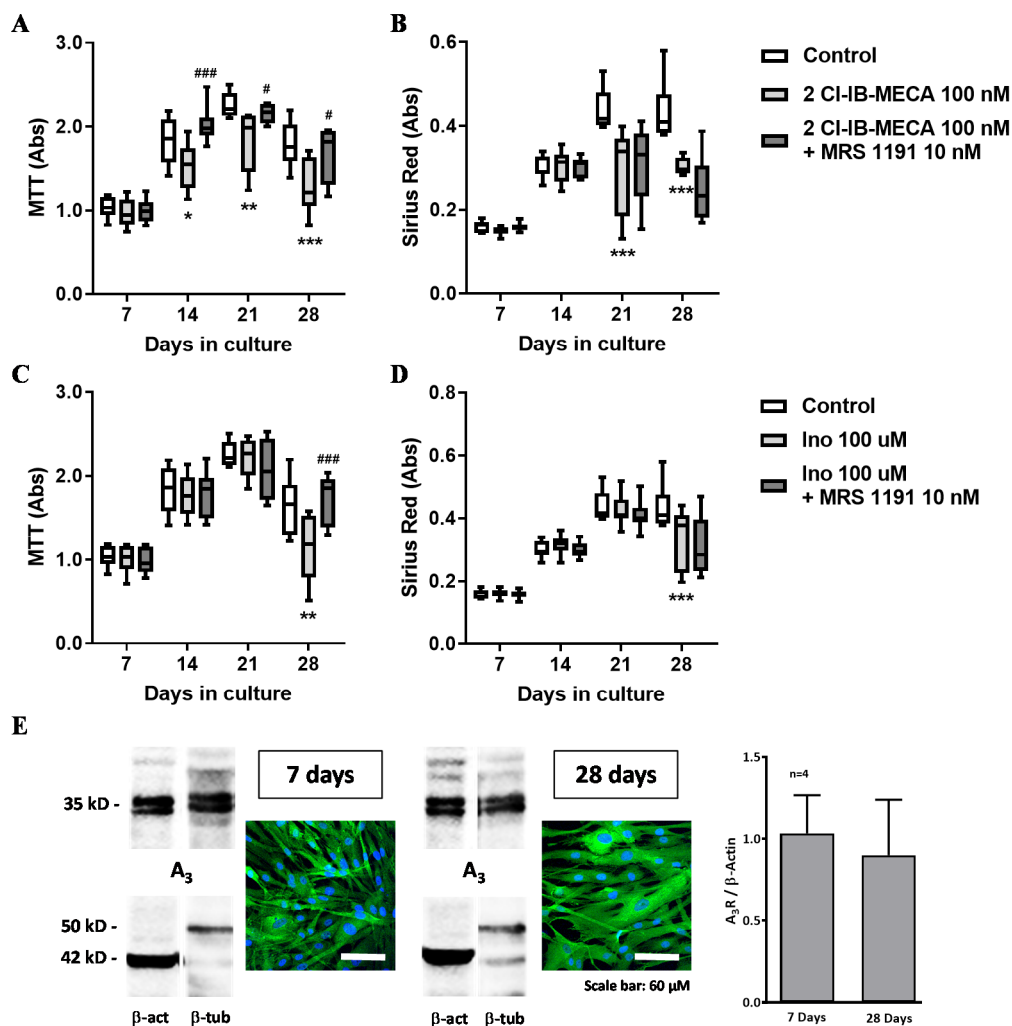 A
3.0
2.0
1.0
0.0
MTT (Abs)
###
#
#
*
**
***
7 14 21 28
Days in culture
B
0.6
0.4
0.2
0.0
Sirius Red (Abs)
***
***
7 14 21 28
Days in culture
Control
2 Cl-IB-MECA 100 nM
2 Cl-IB-MECA 100 nM
+ MRS 1191 10 nM
C
3.0
2.0
1.0
0.0
MTT (Abs)
###
**
7 14 21 28
Days in culture
D
0.8
0.6
0.4
0.2
0.0
Sirius Red (Abs)
***
7 14 21 28
Days in culture
Control
Ino 100 uM
Ino 100 uM
+ MRS 1191 10 nM
E
35 kD -
7 days
A3
50 kD -
42 kD -
β-act β-tub
28 days
A3
β-act β-tub
Scale bar: 60 µM
1.5
1.0
0.5
0.0
A3R / β-Actin
n=4
7 Days 28 Days